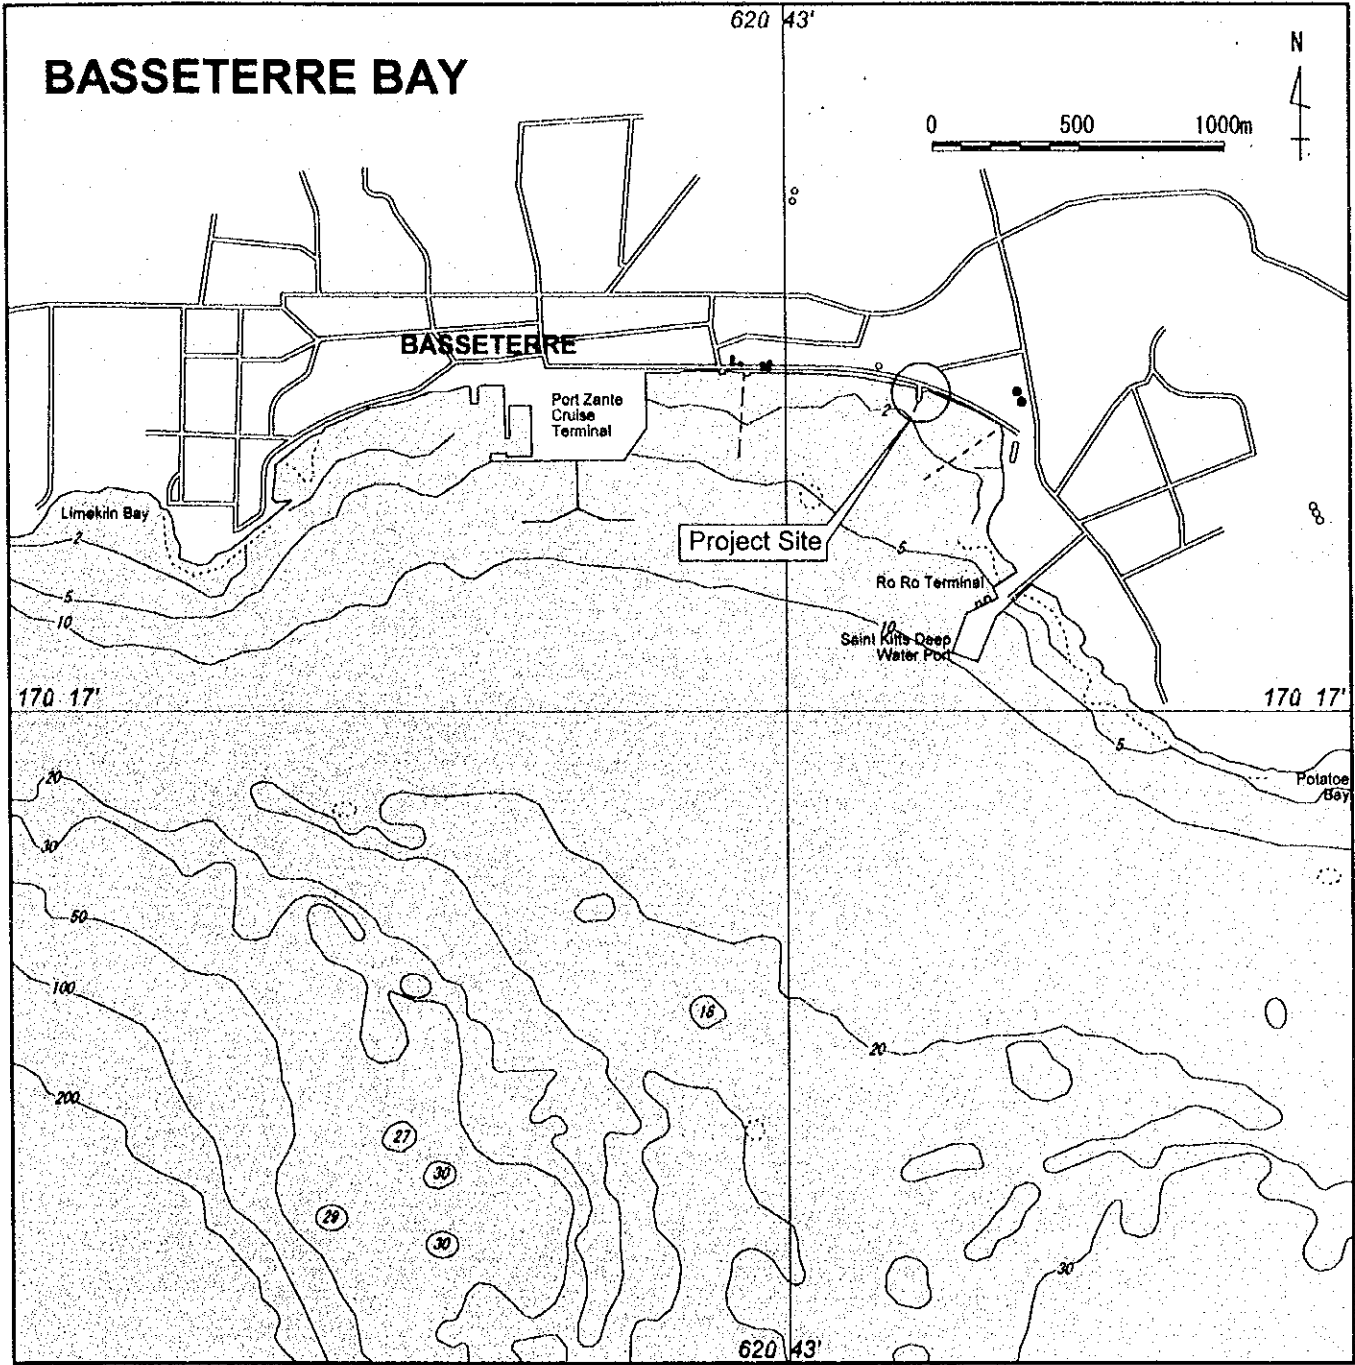 620 43'
BASSETERRE BAY
N
0 500 1000m
BASSETERRE
Port Zante
Cruise
Terminal
2
Limekiln Bay
Project Site
2
5
Ro Ro Terminal
5
10
10
Saint Kitts Deep
Water Port
170 17'
170 17'
5
Potatoe
Bay
20
30
50
100
18
20
200
27
30
29
30
30
620 43'